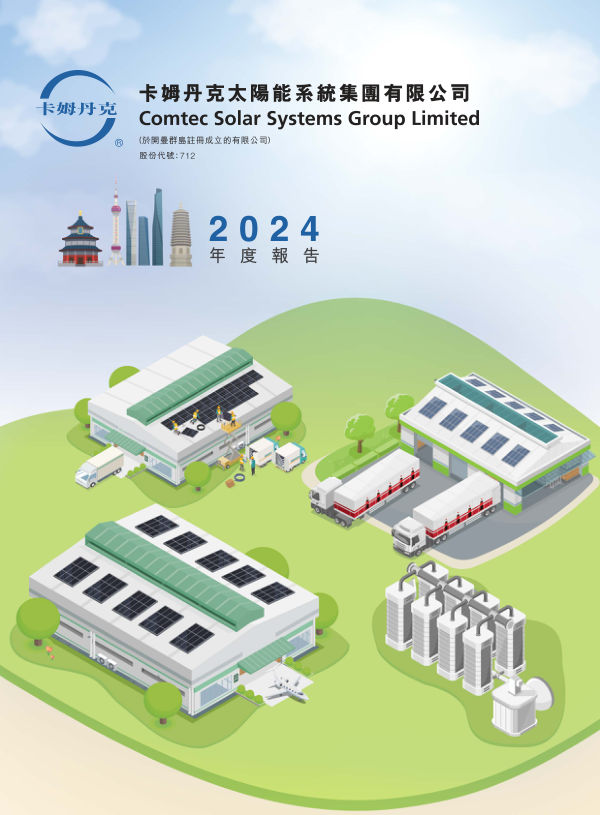 卡姆丹克
®
卡姆丹克太陽能系統集團有限公司
Comtec Solar Systems Group Limited
(於開曼群島註冊成立的有限公司)
股份代號：712
2024
年度報告